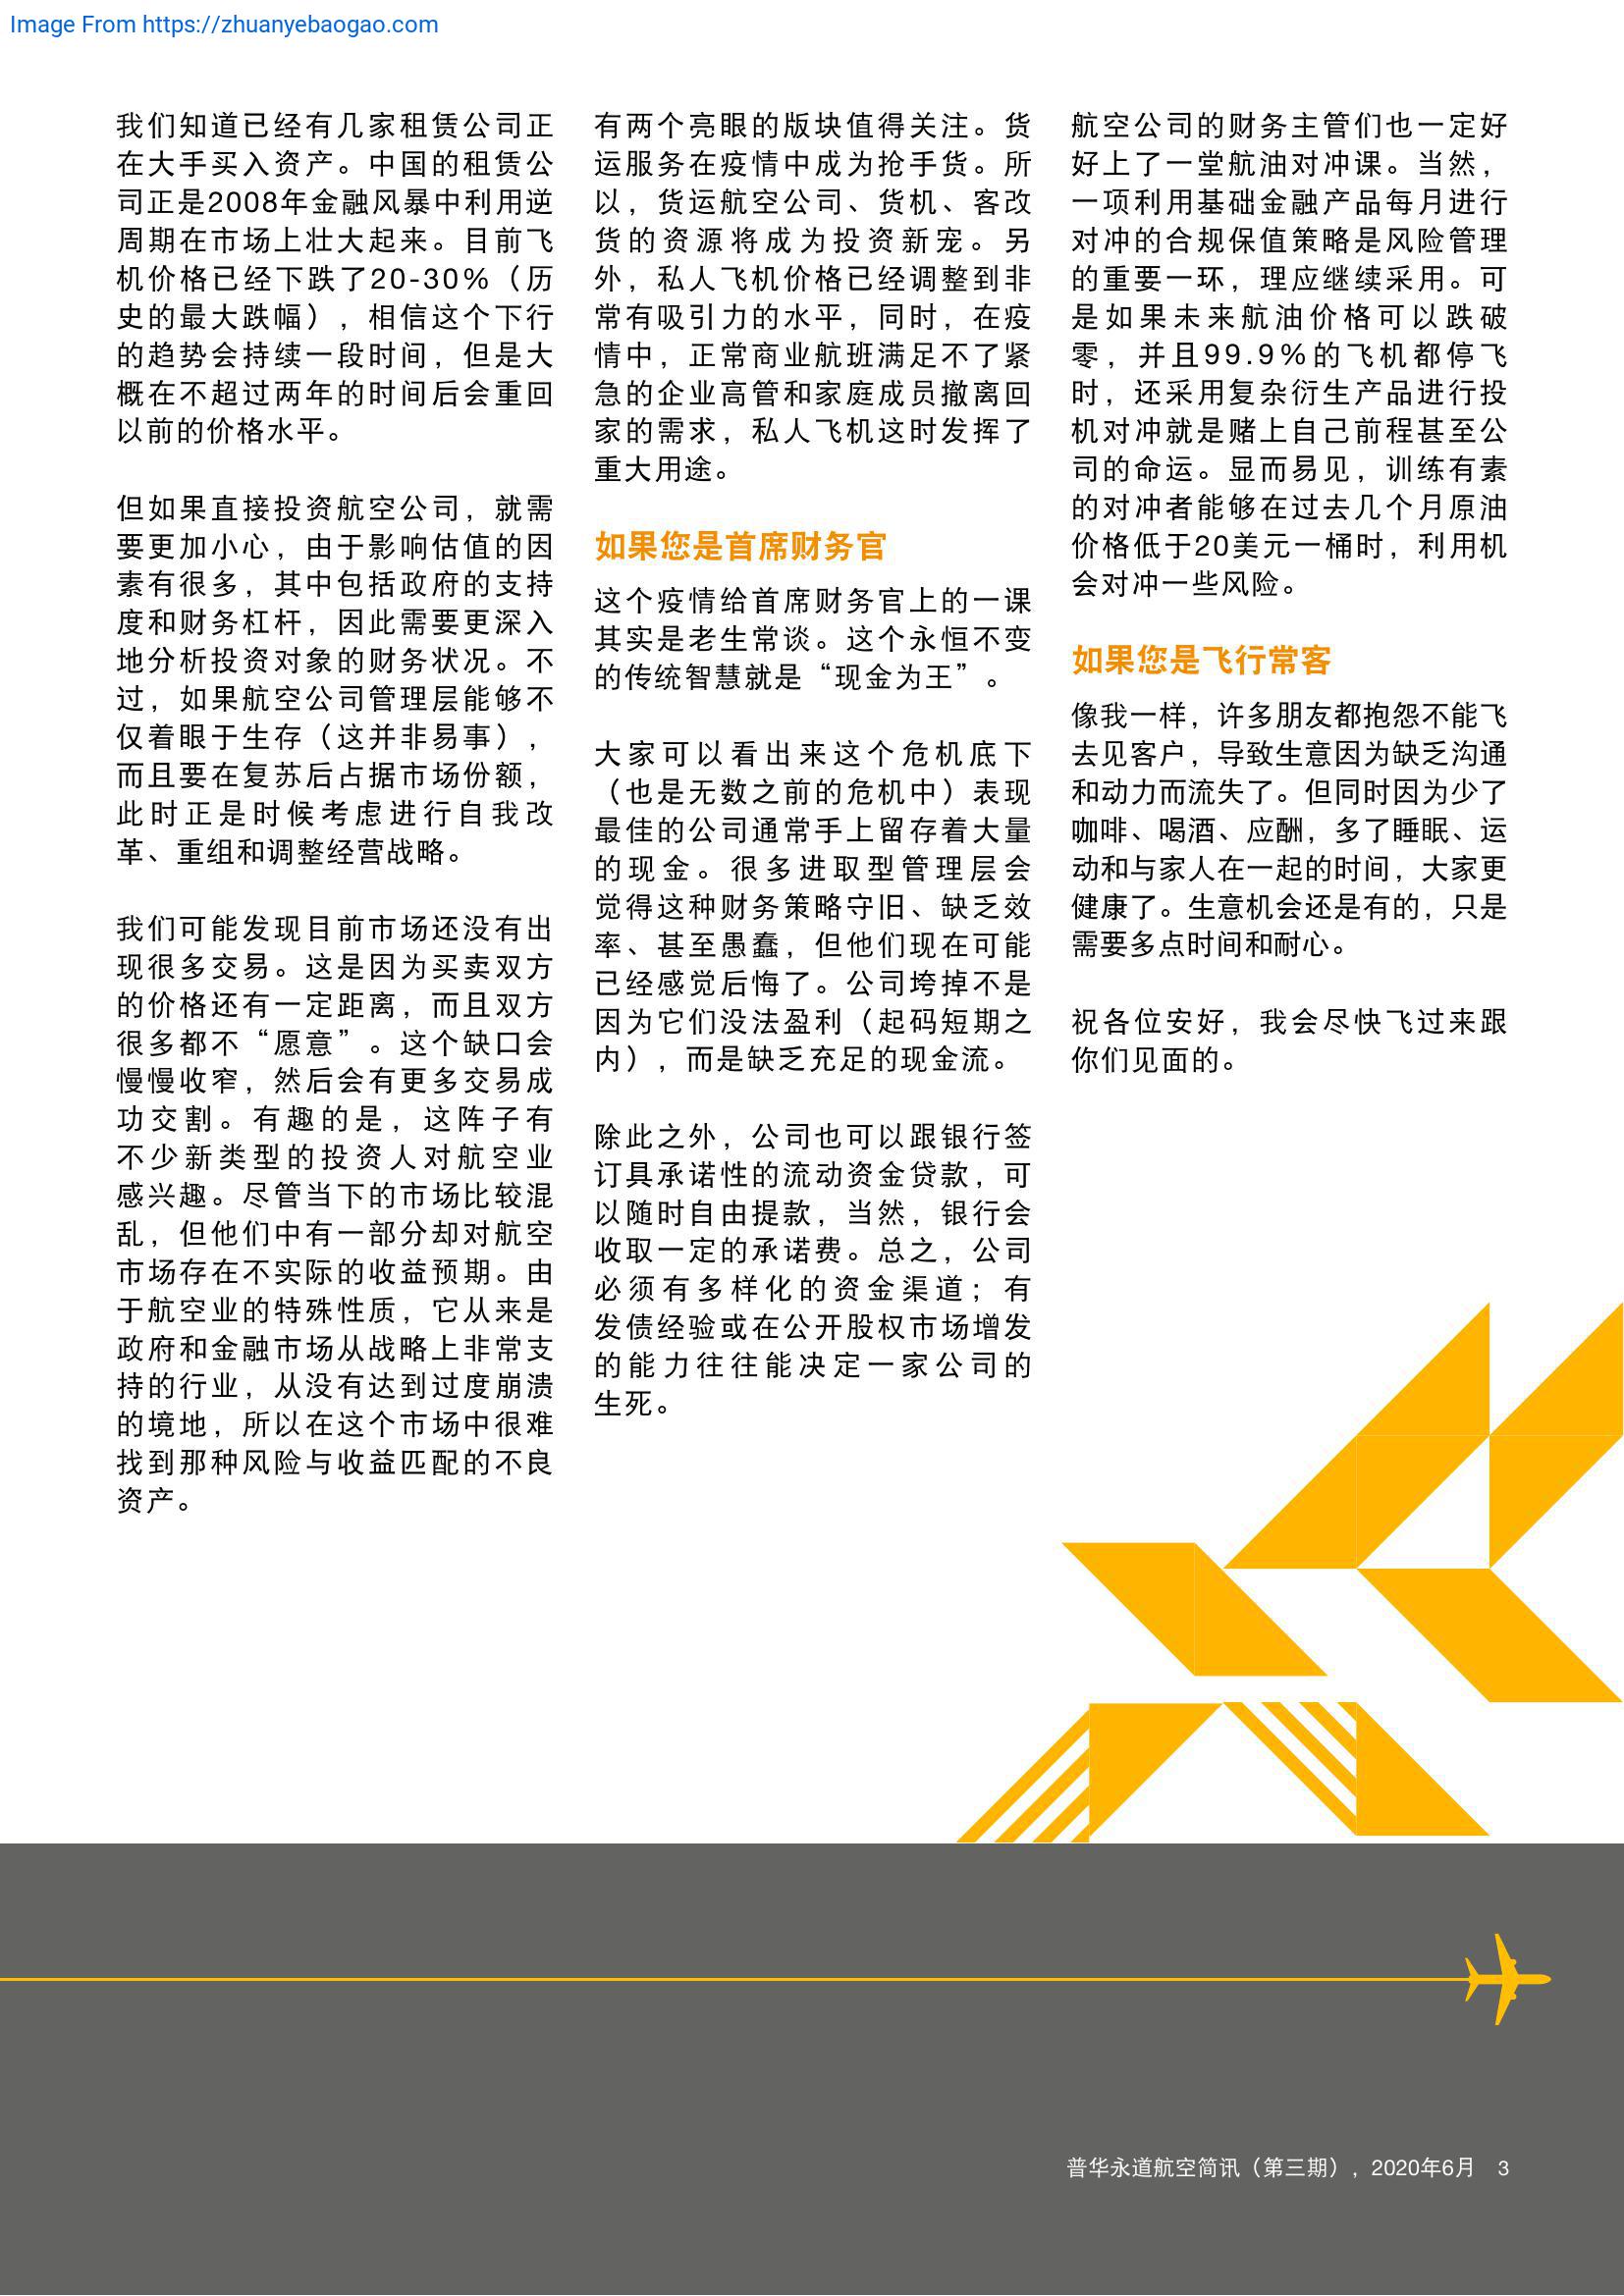 Image From https://zhuanyebaogao.com
我们知道已经有几家租赁公司正
在大手买入资产。中国的租赁公
司正是2008年金融风暴中利用逆
周期在市场上壮大起来。目前飞
机价格已经下跌了20-30%（历
史的最大跌幅），相信这个下行
的趋势会持续一段时间，但是大
概在不超过两年的时间后会重回
以前的价格水平。
但如果直接投资航空公司，就需
要更加小心，由于影响估值的因
素有很多，其中包括政府的支持
度和财务杠杆，因此需要更深入
地分析投资对象的财务状况。不
过，如果航空公司管理层能够不
仅着眼于生存（这并非易事），
而且要在复苏后占据市场份额，
此时正是时候考虑进行自我改
革、重组和调整经营战略。
我们可能发现目前市场还没有出
现很多交易。这是因为买卖双方
的价格还有一定距离，而且双方
很多都不“愿意”。这个缺口会
慢慢收窄，然后会有更多交易成
功交割。有趣的是，这阵子有
不少新类型的投资人对航空业
感兴趣。尽管当下的市场比较混
乱，但他们中有一部分却对航空
市场存在不实际的收益预期。由
于航空业的特殊性质，它从来是
政府和金融市场从战略上非常支
持的行业，从没有达到过度崩溃
的境地，所以在这个市场中很难
找到那种风险与收益匹配的不良
资产。
有两个亮眼的版块值得关注。货
运服务在疫情中成为抢手货。所
以，货运航空公司、货机、客改
货的资源将成为投资新宠。另
外，私人飞机价格已经调整到非
常有吸引力的水平，同时，在疫
情中，正常商业航班满足不了紧
急的企业高管和家庭成员撤离回
家的需求，私人飞机这时发挥了
重大用途。
如果您是首席财务官
这个疫情给首席财务官上的一课
其实是老生常谈。这个永恒不变
的传统智慧就是“现金为王”。
大家可以看出来这个危机底下
（也是无数之前的危机中）表现
最佳的公司通常手上留存着大量
的现金。很多进取型管理层会
觉得这种财务策略守旧、缺乏效
率、甚至愚蠢，但他们现在可能
已经感觉后悔了。公司垮掉不是
因为它们没法盈利（起码短期之
内），而是缺乏充足的现金流。
除此之外，公司也可以跟银行签
订具承诺性的流动资金贷款，可
以随时自由提款，当然，银行会
收取一定的承诺费。总之，公司
必须有多样化的资金渠道；有
发债经验或在公开股权市场增发
的能力往往能决定一家公司的
生死。
航空公司的财务主管们也一定好
好上了一堂航油对冲课。当然，
一项利用基础金融产品每月进行
对冲的合规保值策略是风险管理
的重要一环，理应继续采用。可
是如果未来航油价格可以跌破
零，并且99.9%的飞机都停飞
时，还采用复杂衍生产品进行投
机对冲就是赌上自己前程甚至公
司的命运。显而易见，训练有素
的对冲者能够在过去几个月原油
价格低于20美元一桶时，利用机
会对冲一些风险。
如果您是飞行常客
像我一样，许多朋友都抱怨不能飞
去见客户，导致生意因为缺乏沟通
和动力而流失了。但同时因为少了
咖啡、喝酒、应酬，多了睡眠、运
动和与家人在一起的时间，大家更
健康了。生意机会还是有的，只是
需要多点时间和耐心。
祝各位安好，我会尽快飞过来跟
你们见面的。
普华永道航空简讯（第三期），2020年6月 3